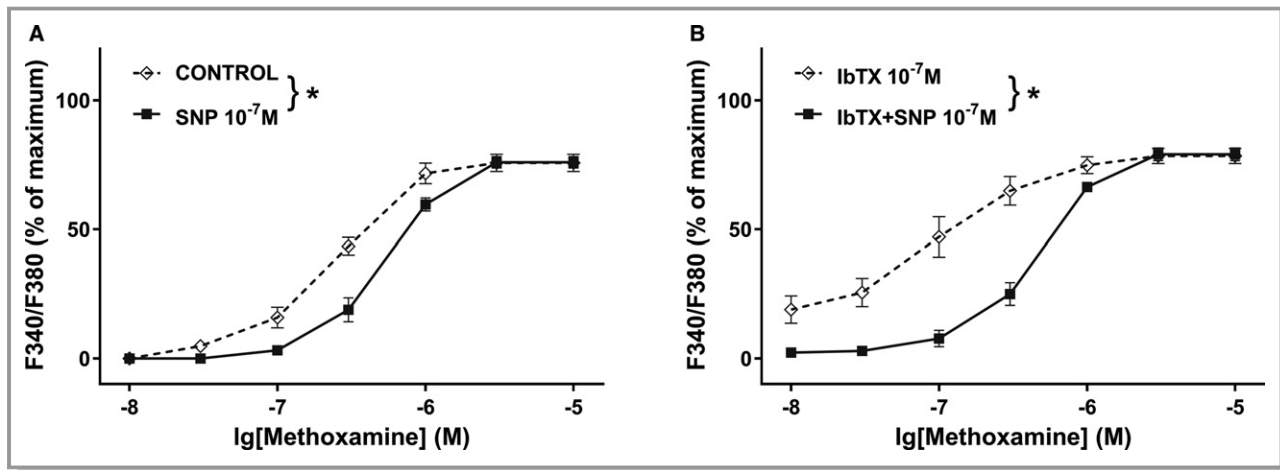 A
CONTROL
SNP 10⁻⁷M
} *
F340/F380 (% of maximum)
100
50
0
-8 -7 -6 -5
lg[Methoxamine] (M)
B
IbTX 10⁻⁷M
IbTX+SNP 10⁻⁷M
} *
F340/F380 (% of maximum)
100
50
0
-8 -7 -6 -5
lg[Methoxamine] (M)